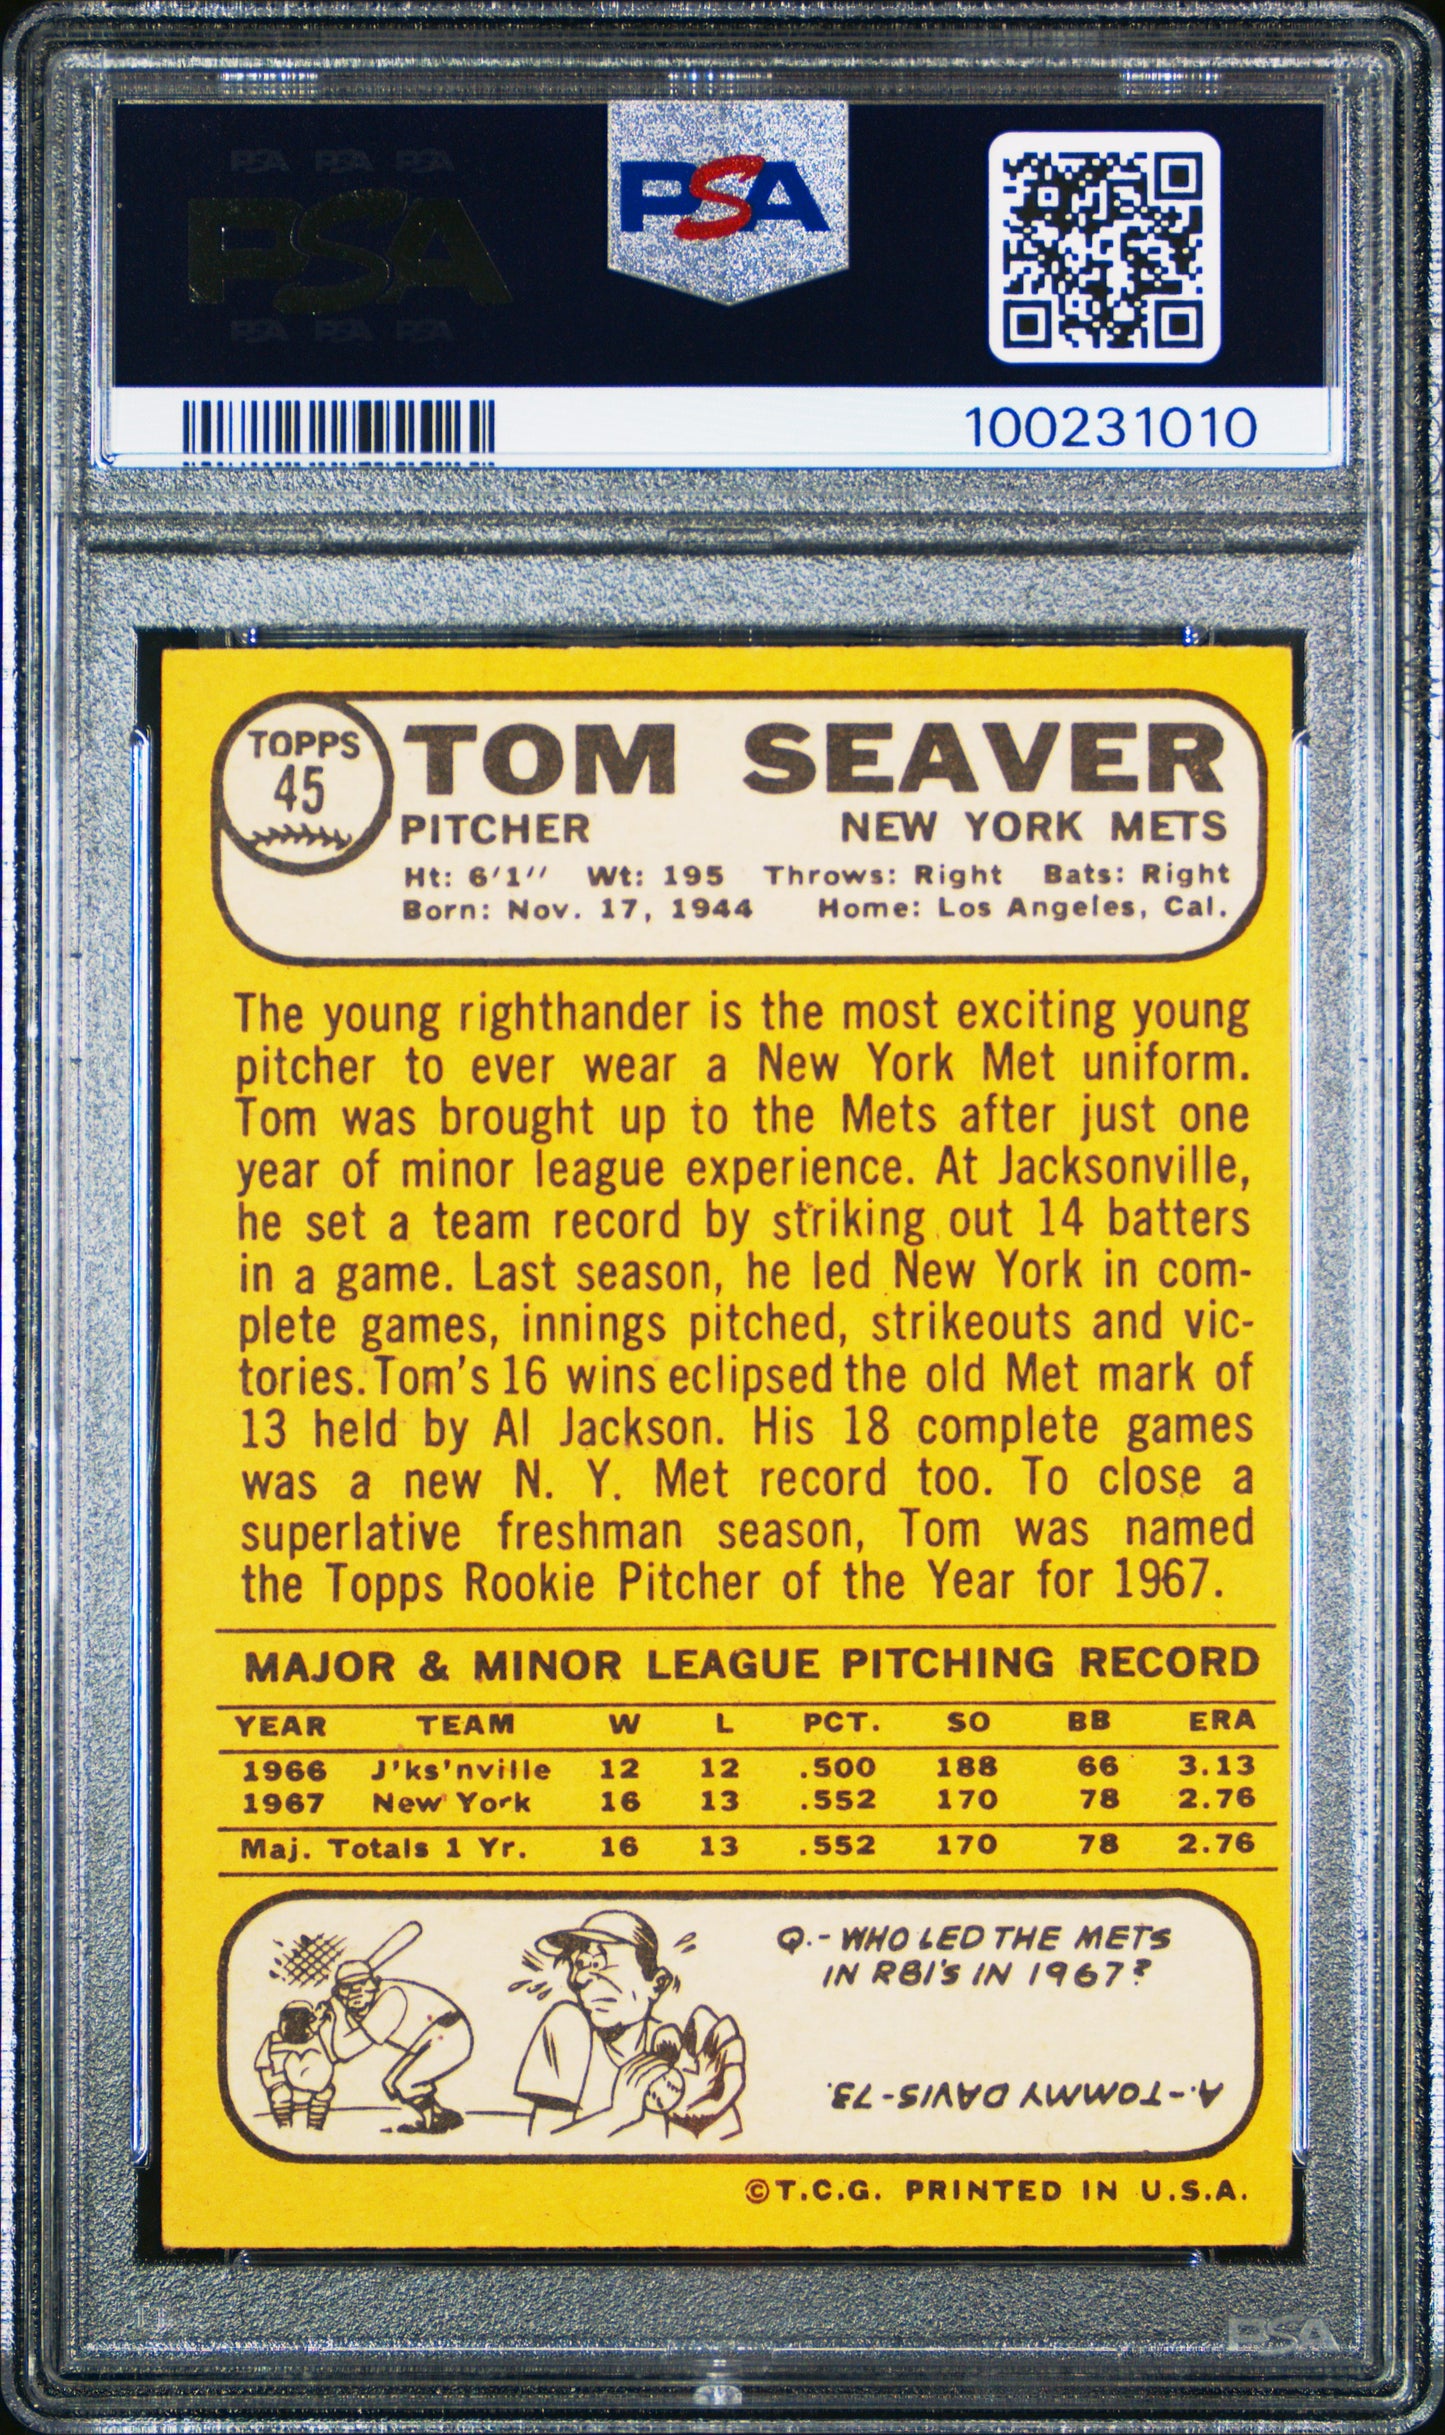 PSA PSA PSA
PSA
PSA
PSA PSA PSA
100231010
TOPPS
45
TOM SEAVER
PITCHER NEW YORK METS
Ht: 6'1" Wt: 195 Throws: Right Bats: Right
Born: Nov. 17, 1944 Home: Los Angeles, Cal.
The young righthander is the most exciting young
pitcher to ever wear a New York Met uniform.
Tom was brought up to the Mets after just one
year of minor league experience. At Jacksonville,
he set a team record by striking out 14 batters
in a game. Last season, he led New York in com-
plete games, innings pitched, strikeouts and vic-
tories. Tom's 16 wins eclipsed the old Met mark of
13 held by Al Jackson. His 18 complete games
was a new N. Y. Met record too. To close a
superlative freshman season, Tom was named
the Topps Rookie Pitcher of the Year for 1967.
MAJOR & MINOR LEAGUE PITCHING RECORD
YEAR TEAM W L PCT. SO BB ERA
1966 J'ks'nville 12 12 .500 188 66 3.13
1967 New York 16 13 .552 170 78 2.76
Maj. Totals 1 Yr. 16 13 .552 170 78 2.76
Q.- WHO LED THE METS
IN RBI'S IN 1967?
A.- TOMMY DAVIS-73.
©T.C.G. PRINTED IN U.S.A.
PSA